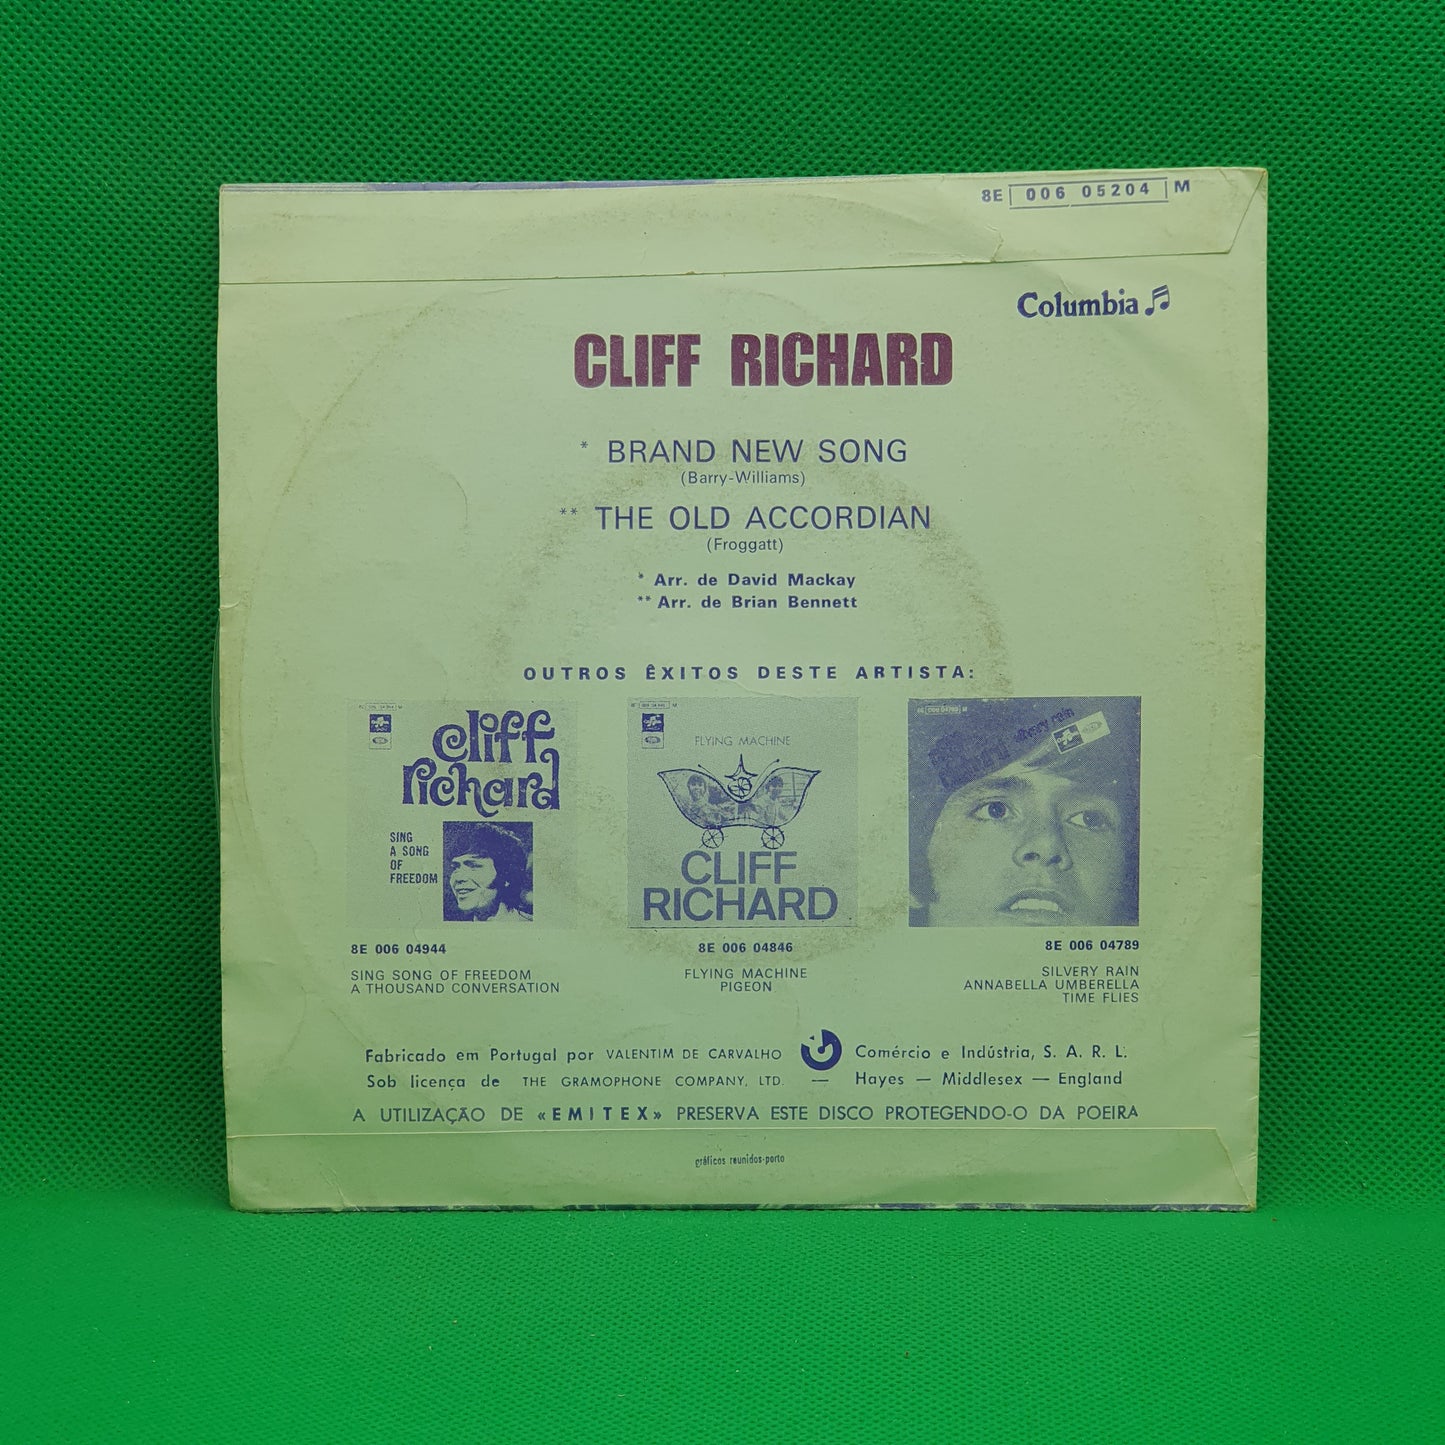 8E 006 05204 M
Columbia
CLIFF RICHARD
* BRAND NEW SONG
(Barry-Williams)
** THE OLD ACCORDIAN
(Froggatt)
* Arr. de David Mackay
** Arr. de Brian Bennett
OUTROS ÊXITOS DESTE ARTISTA:
cliff
richard
SING
A SONG
OF
FREEDOM
8E 006 04944
SING SONG OF FREEDOM
A THOUSAND CONVERSATION
FLYING MACHINE
CLIFF
RICHARD
8E 006 04846
FLYING MACHINE
PIGEON
silvery rain
8E 006 04789
SILVERY RAIN
ANNABELLA UMBERELLA
TIME FLIES
Fabricado em Portugal por VALENTIM DE CARVALHO Comércio e Indústria, S. A. R. L.
Sob licença de THE GRAMOPHONE COMPANY, LTD. — Hayes — Middlesex — England
A UTILIZAÇÃO DE «EMITEX» PRESERVA ESTE DISCO PROTEGENDO-O DA POEIRA
gráficos reunidos-porto